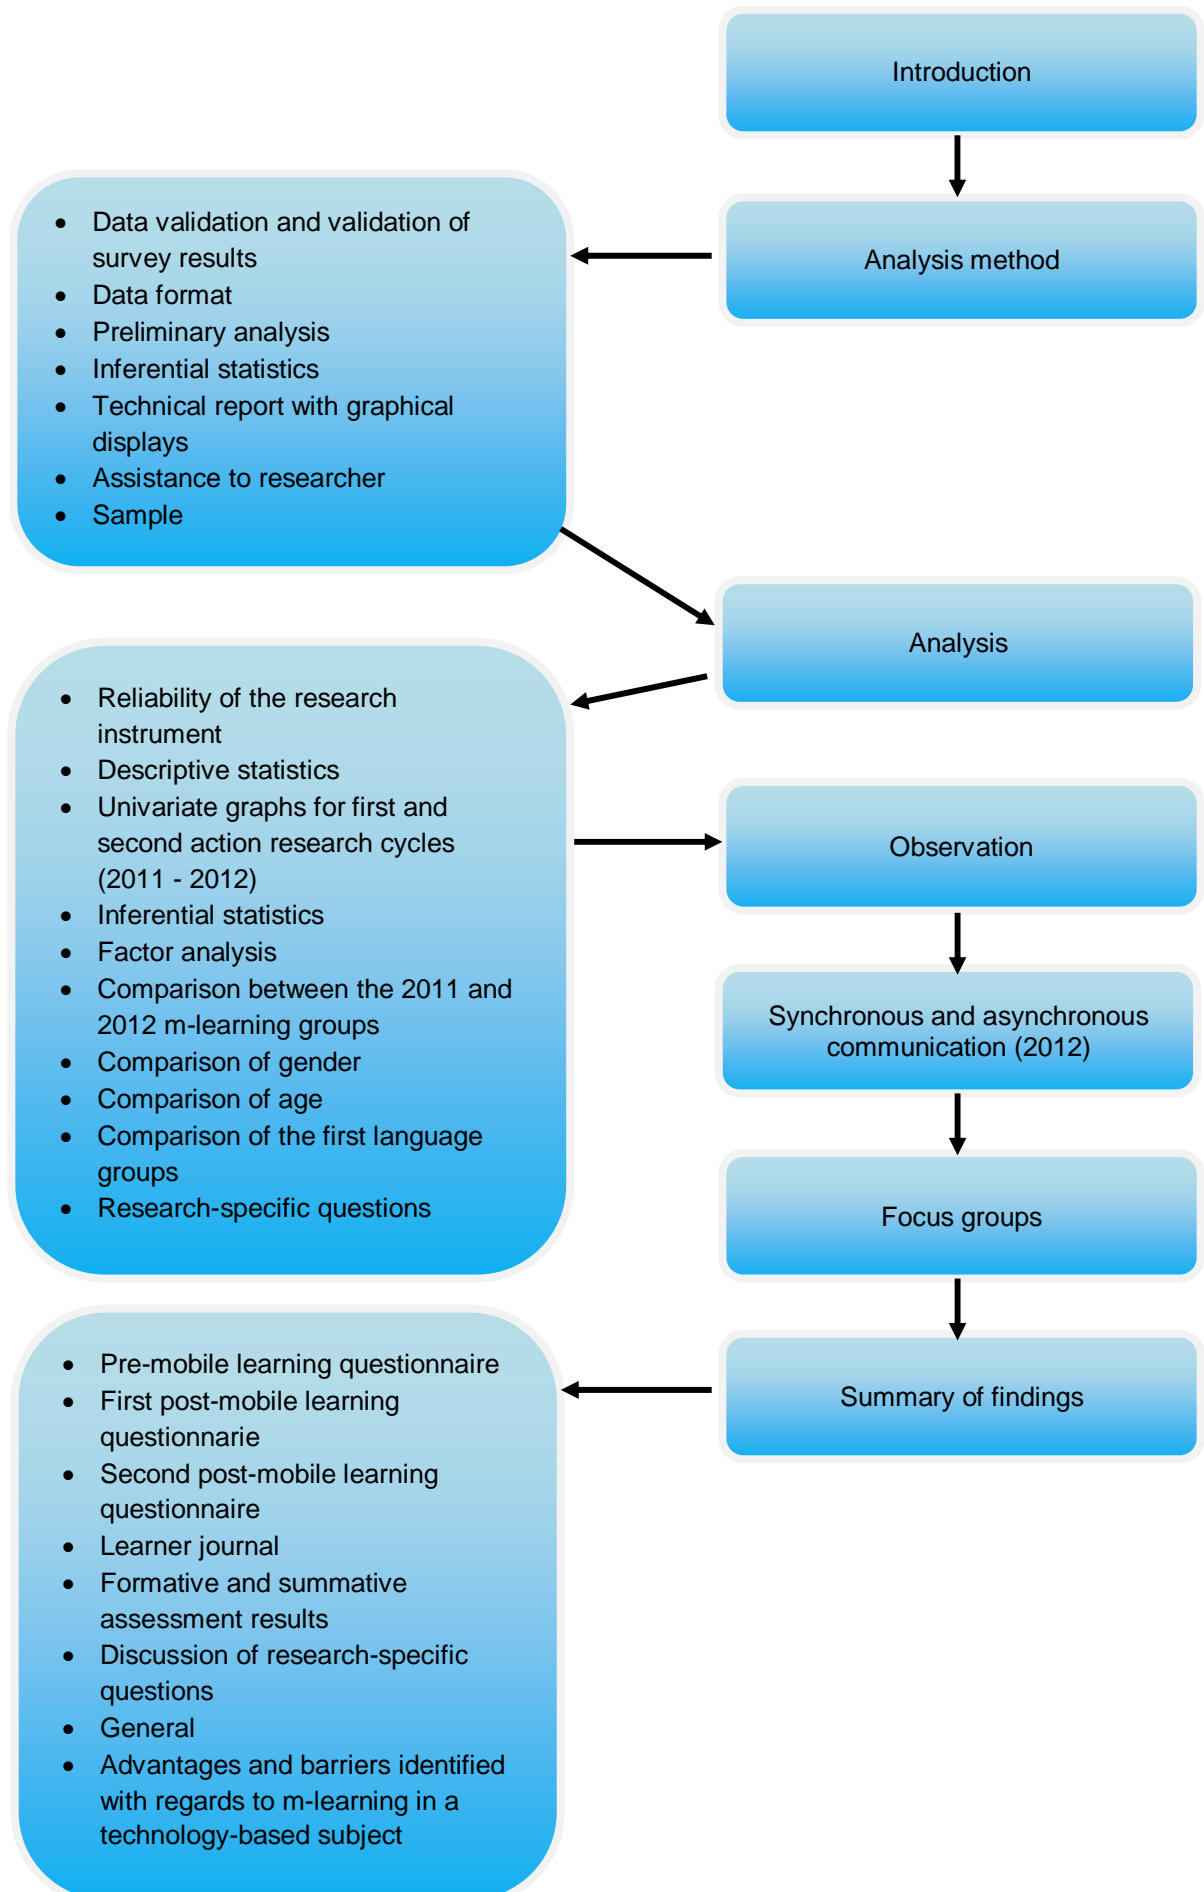 Introduction
Analysis method
• Data validation and validation of
survey results
• Data format
• Preliminary analysis
• Inferential statistics
• Technical report with graphical
displays
• Assistance to researcher
• Sample
Analysis
• Reliability of the research
instrument
• Descriptive statistics
• Univariate graphs for first and
second action research cycles
(2011 - 2012)
• Inferential statistics
• Factor analysis
• Comparison between the 2011 and
2012 m-learning groups
• Comparison of gender
• Comparison of age
• Comparison of the first language
groups
• Research-specific questions
Observation
Synchronous and asynchronous
communication (2012)
Focus groups
Summary of findings
• Pre-mobile learning questionnaire
• First post-mobile learning
questionnarie
• Second post-mobile learning
questionnaire
• Learner journal
• Formative and summative
assessment results
• Discussion of research-specific
questions
• General
• Advantages and barriers identified
with regards to m-learning in a
technology-based subject